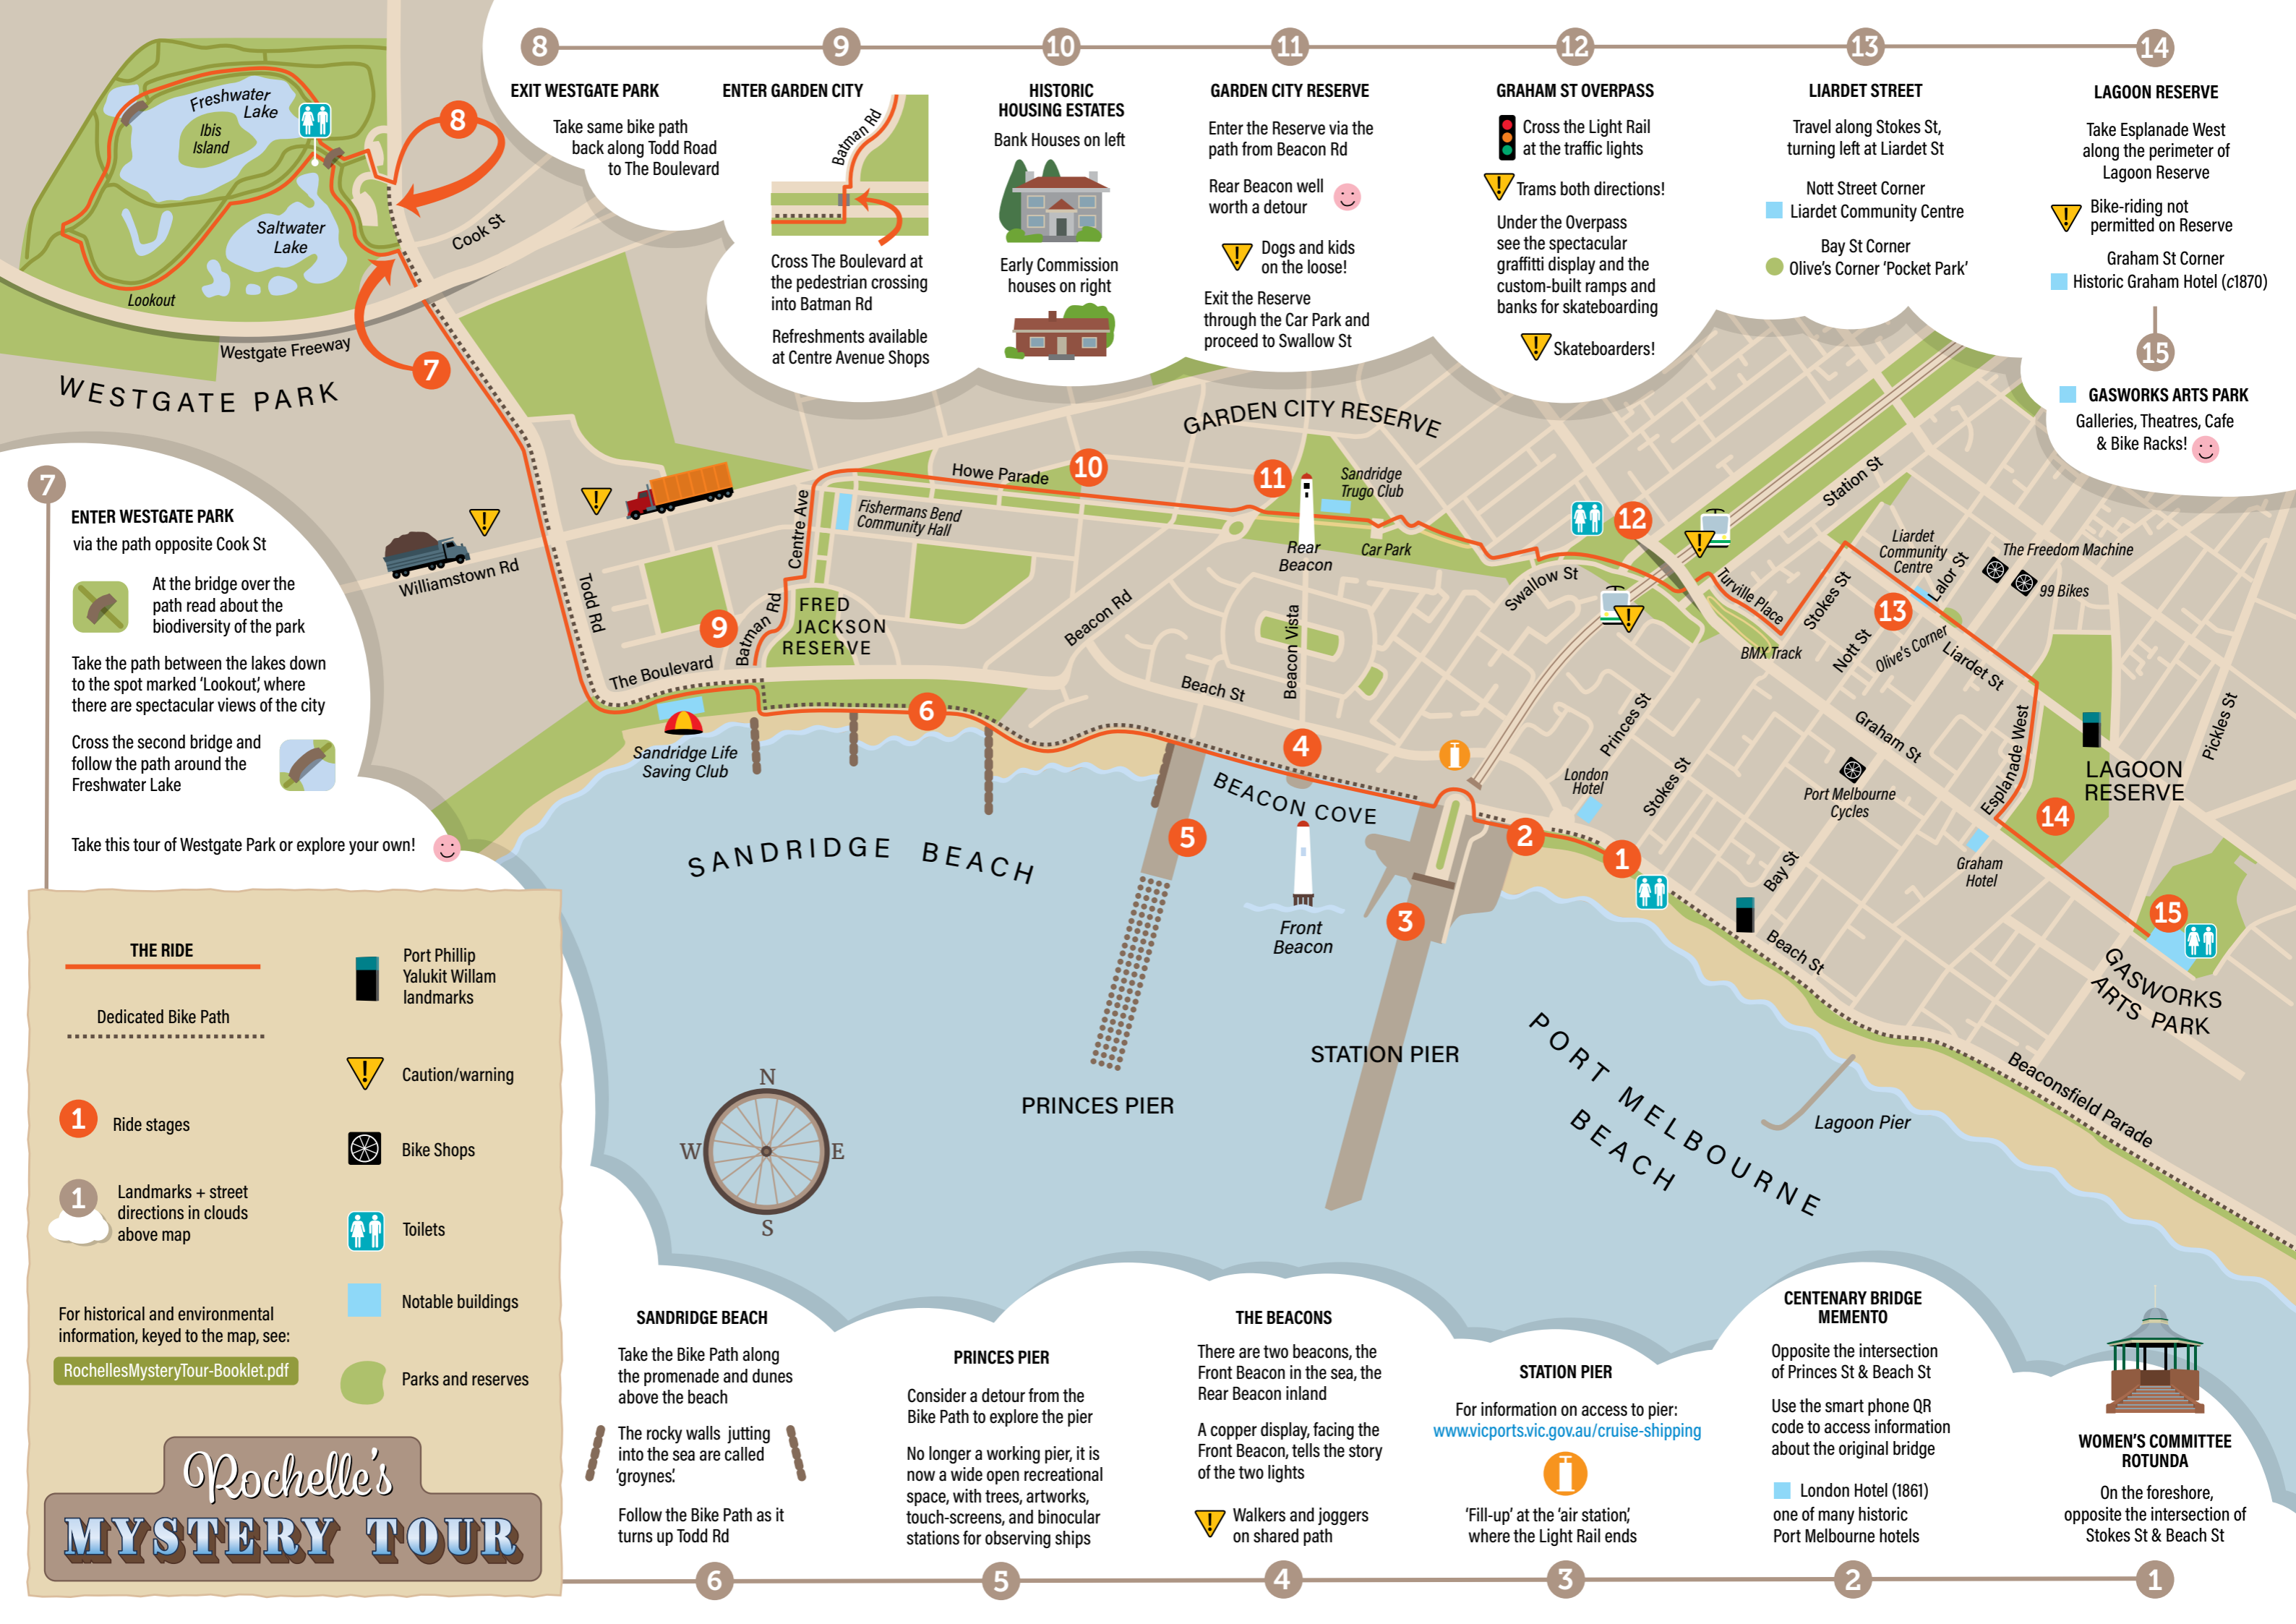 8
EXIT WESTGATE PARK
Take same bike path
back along Todd Road
to The Boulevard
9
ENTER GARDEN CITY
Batman Rd
Cross The Boulevard at
the pedestrian crossing
into Batman Rd
Refreshments available
at Centre Avenue Shops
10
HISTORIC
HOUSING ESTATES
Bank Houses on left
Early Commission
houses on right
11
GARDEN CITY RESERVE
Enter the Reserve via the
path from Beacon Rd
Rear Beacon well
worth a detour
Dogs and kids
on the loose!
Exit the Reserve
through the Car Park and
proceed to Swallow St
12
GRAHAM ST OVERPASS
Cross the Light Rail
at the traffic lights
Trams both directions!
Under the Overpass
see the spectacular
graffiti display and the
custom-built ramps and
banks for skateboarding
Skateboarders!
13
LIARDET STREET
Travel along Stokes St,
turning left at Liardet St
Nott Street Corner
Liardet Community Centre
Bay St Corner
Olive's Corner 'Pocket Park'
14
LAGOON RESERVE
Take Esplanade West
along the perimeter of
Lagoon Reserve
Bike-riding not
permitted on Reserve
Graham St Corner
Historic Graham Hotel (c1870)
15
GASWORKS ARTS PARK
Galleries, Theatres, Cafe
& Bike Racks!
Freshwater
Lake
Ibis
Island
Saltwater
Lake
Lookout
8
7
Cook St
Westgate Freeway
WESTGATE PARK
7
ENTER WESTGATE PARK
via the path opposite Cook St
At the bridge over the
path read about the
biodiversity of the park
Take the path between the lakes down
to the spot marked 'Lookout', where
there are spectacular views of the city
Cross the second bridge and
follow the path around the
Freshwater Lake
Take this tour of Westgate Park or explore your own!
Williamstown Rd
Todd Rd
The Boulevard
9
Batman Rd
Centre Ave
FRED
JACKSON
RESERVE
Fishermans Bend
Community Hall
Howe Parade
10
GARDEN CITY RESERVE
11
Sandridge
Trugo Club
Rear
Beacon
Car Park
Beacon Rd
Beacon Vista
Beach St
Swallow St
12
Station St
Turville Place
BMX Track
Stokes St
Nott St
13
Liardet
Community
Centre
Lalor St
Olive's Corner
Liardet St
The Freedom Machine
99 Bikes
Graham St
Port Melbourne
Cycles
Esplanade West
14
LAGOON
RESERVE
Pickles St
Graham
Hotel
15
GASWORKS
ARTS PARK
Princes St
London
Hotel
Stokes St
Bay St
Beach St
Beaconsfield Parade
1
2
3
4
5
6
Sandridge Life
Saving Club
SANDRIDGE BEACH
BEACON COVE
Front
Beacon
PRINCES PIER
STATION PIER
PORT MELBOURNE
BEACH
Lagoon Pier
N
W
E
S
THE RIDE
Dedicated Bike Path
1
Ride stages
1
Landmarks + street
directions in clouds
above map
Port Phillip
Yalukit Willam
landmarks
Caution/warning
Bike Shops
Toilets
Notable buildings
Parks and reserves
For historical and environmental
information, keyed to the map, see:
RochellesMysteryTour-Booklet.pdf
Rochelle's
MYSTERY TOUR
SANDRIDGE BEACH
Take the Bike Path along
the promenade and dunes
above the beach
The rocky walls jutting
into the sea are called
'groynes'.
Follow the Bike Path as it
turns up Todd Rd
6
PRINCES PIER
Consider a detour from the
Bike Path to explore the pier
No longer a working pier, it is
now a wide open recreational
space, with trees, artworks,
touch-screens, and binocular
stations for observing ships
5
THE BEACONS
There are two beacons, the
Front Beacon in the sea, the
Rear Beacon inland
A copper display, facing the
Front Beacon, tells the story
of the two lights
Walkers and joggers
on shared path
4
STATION PIER
For information on access to pier:
www.vicports.vic.gov.au/cruise-shipping
'Fill-up' at the 'air station',
where the Light Rail ends
3
CENTENARY BRIDGE
MEMENTO
Opposite the intersection
of Princes St & Beach St
Use the smart phone QR
code to access information
about the original bridge
London Hotel (1861)
one of many historic
Port Melbourne hotels
2
WOMEN'S COMMITTEE
ROTUNDA
On the foreshore,
opposite the intersection of
Stokes St & Beach St
1